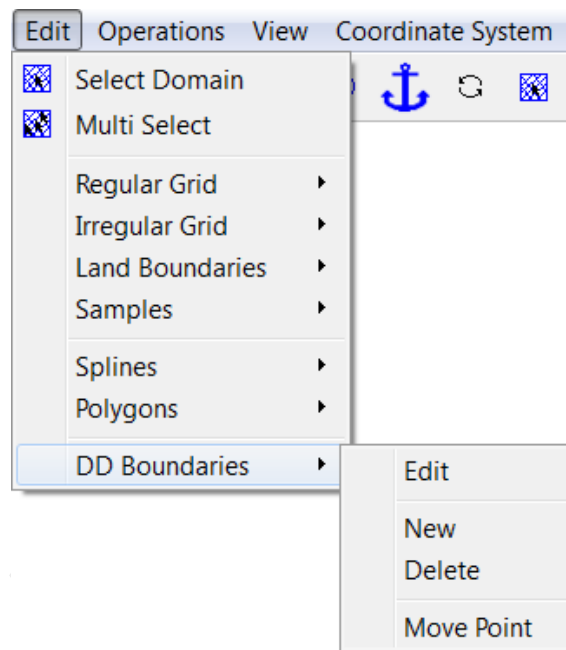 Edit Operations View Coordinate System
Select Domain
Multi Select
Regular Grid
Irregular Grid
Land Boundaries
Samples
Splines
Polygons
DD Boundaries
Edit
New
Delete
Move Point